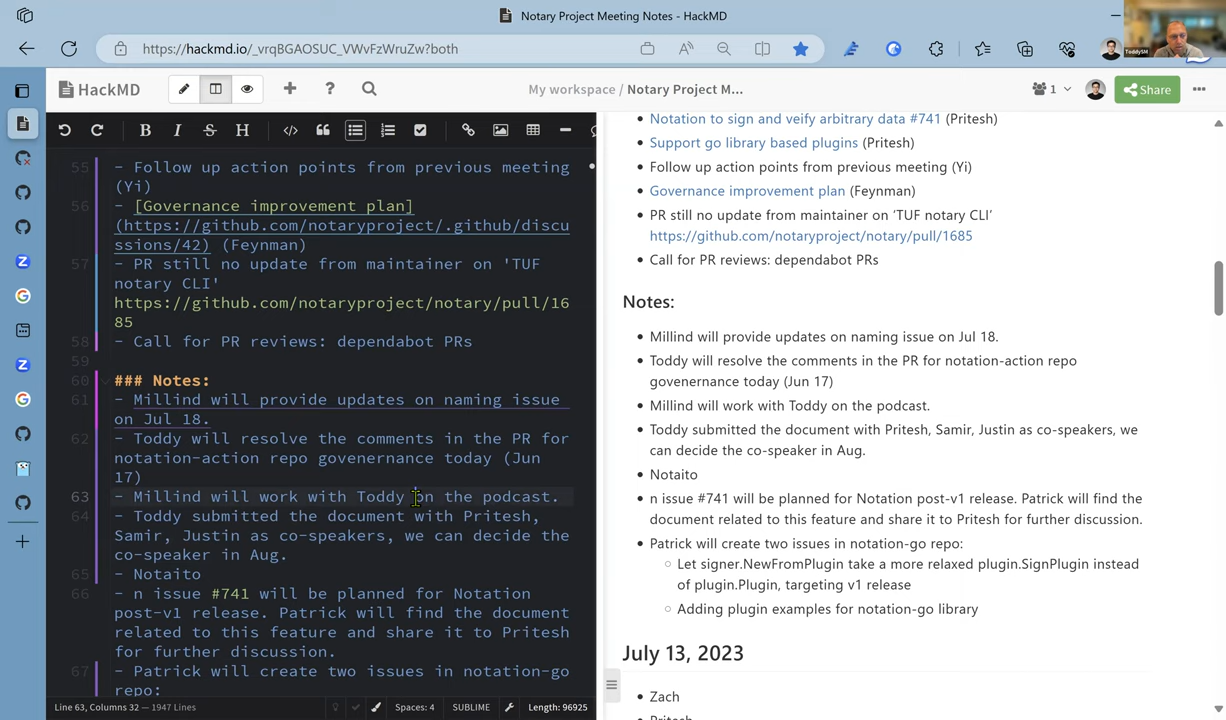 Notary Project Meeting Notes - HackMD
ToddySM
https://hackmd.io/_vrqBGAOSUC_VWvFzWruZw?both
HackMD
My workspace / Notary Project M...
1
Share
B I S H
55 - Follow up action points from previous meeting
(Yi)
56 - [Governance improvement plan]
(https://github.com/notaryproject/.github/discu
ssions/42) (Feynman)
57 - PR still no update from maintainer on 'TUF
notary CLI'
https://github.com/notaryproject/notary/pull/16
85
58 - Call for PR reviews: dependabot PRs
59
60 ### Notes:
61 - Millind will provide updates on naming issue
on Jul 18.
62 - Toddy will resolve the comments in the PR for
notation-action repo govenernance today (Jun
17)
63 - Millind will work with Toddy on the podcast.
64 - Toddy submitted the document with Pritesh,
Samir, Justin as co-speakers, we can decide the
co-speaker in Aug.
65 - Notaito
66 - n issue #741 will be planned for Notation
post-v1 release. Patrick will find the document
related to this feature and share it to Pritesh
for further discussion.
67 - Patrick will create two issues in notation-go
repo:
Line 63, Columns 32 — 1947 Lines
Spaces: 4
SUBLIME
Length: 96925
• Notation to sign and veify arbitrary data #741 (Pritesh)
• Support go library based plugins (Pritesh)
• Follow up action points from previous meeting (Yi)
• Governance improvement plan (Feynman)
• PR still no update from maintainer on ‘TUF notary CLI’
https://github.com/notaryproject/notary/pull/1685
• Call for PR reviews: dependabot PRs
Notes:
• Millind will provide updates on naming issue on Jul 18.
• Toddy will resolve the comments in the PR for notation-action repo
govenernance today (Jun 17)
• Millind will work with Toddy on the podcast.
• Toddy submitted the document with Pritesh, Samir, Justin as co-speakers, we
can decide the co-speaker in Aug.
• Notaito
• n issue #741 will be planned for Notation post-v1 release. Patrick will find the
document related to this feature and share it to Pritesh for further discussion.
• Patrick will create two issues in notation-go repo:
○ Let signer.NewFromPlugin take a more relaxed plugin.SignPlugin instead
of plugin.Plugin, targeting v1 release
○ Adding plugin examples for notation-go library
July 13, 2023
• Zach
• Pritesh